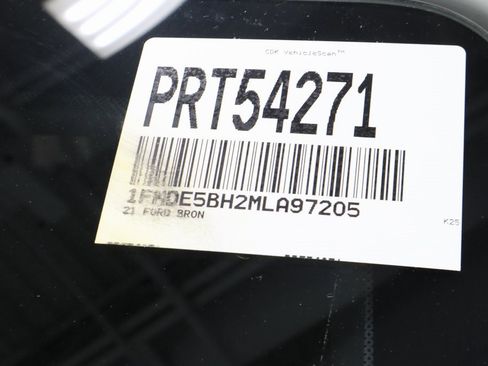 CDK VehicleScan™
PRT54271
1FMDE5BH2MLA97205
21 FORD BRON
K25